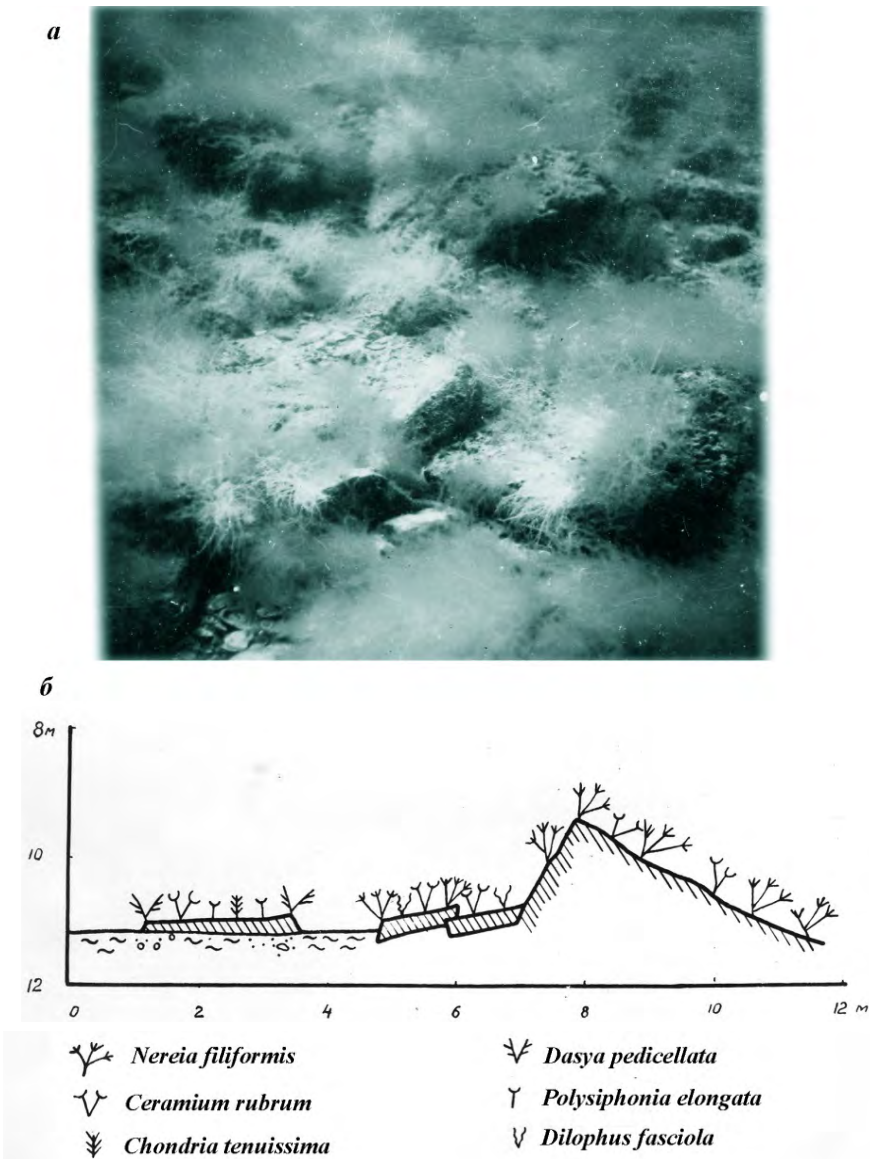 а
б
8м
10
12
0 2 4 6 8 10 12 м
Nereia filiformis
Dasya pedicellata
Ceramium rubrum
Polysiphonia elongata
Chondria tenuissima
Dilophus fasciola